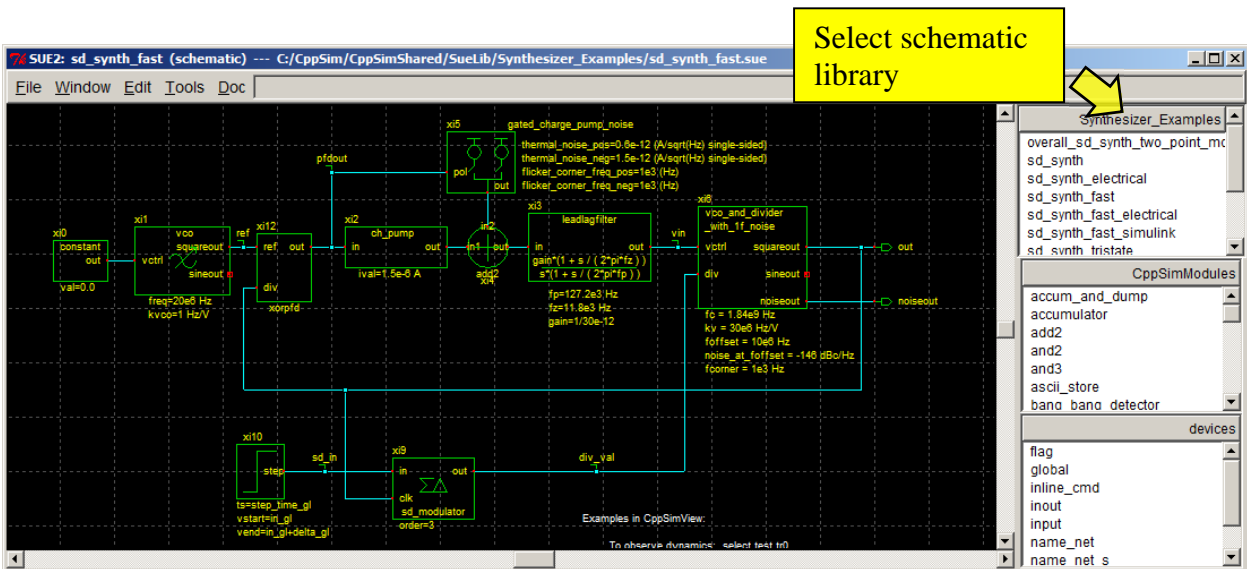 Select schematic
library
SUE2: sd_synth_fast (schematic) --- C:/CppSim/CppSimShared/SueLib/Synthesizer_Examples/sd_synth_fast.sue
File Window Edit Tools Doc
xi5 gated_charge_pump_noise
thermal_noise_pos=0.6e-12 (A/sqrt(Hz) single-sided)
thermal_noise_neg=1.5e-12 (A/sqrt(Hz) single-sided)
flicker_corner_freq_pos=1e3 (Hz)
flicker_corner_freq_neg=1e3 (Hz)
pol
out
pfdout
xi0
constant
out
val=0.0
xi1
vco
squareout
vctrl
sineout
freq=20e6 Hz
kvco=1 Hz/V
ref
xi12
ref out
div
xorpfd
xi2
ch_pump
in out
ival=1.5e-6 A
in2
in1 out
add2
xi4
xi3
leadlagfilter
in out
gain*(1 + s / ( 2*pi*fz ) )
s*(1 + s / ( 2*pi*fp ) )
fp=127.2e3 Hz
fz=11.8e3 Hz
gain=1/30e-12
vin
xi6
vco_and_divider
_with_1f_noise
vctrl squareout
div sineout
noiseout
fc = 1.84e9 Hz
kv = 30e6 Hz/V
foffset = 10e6 Hz
noise_at_foffset = -146 dBc/Hz
fcorner = 1e3 Hz
out
noiseout
xi10
step
ts=step_time_gl
vstart=in_gl
vend=in_gl+delta_gl
sd_in
xi9
in out
ΣΔ
clk
sd_modulator
order=3
div_val
Examples in CppSimView:
To observe dynamics: select test.tr0
Synthesizer_Examples
overall_sd_synth_two_point_mo
sd_synth
sd_synth_electrical
sd_synth_fast
sd_synth_fast_electrical
sd_synth_fast_simulink
sd_synth_tristate
CppSimModules
accum_and_dump
accumulator
add2
and2
and3
ascii_store
bang_bang_detector
devices
flag
global
inline_cmd
inout
input
name_net
name_net_s